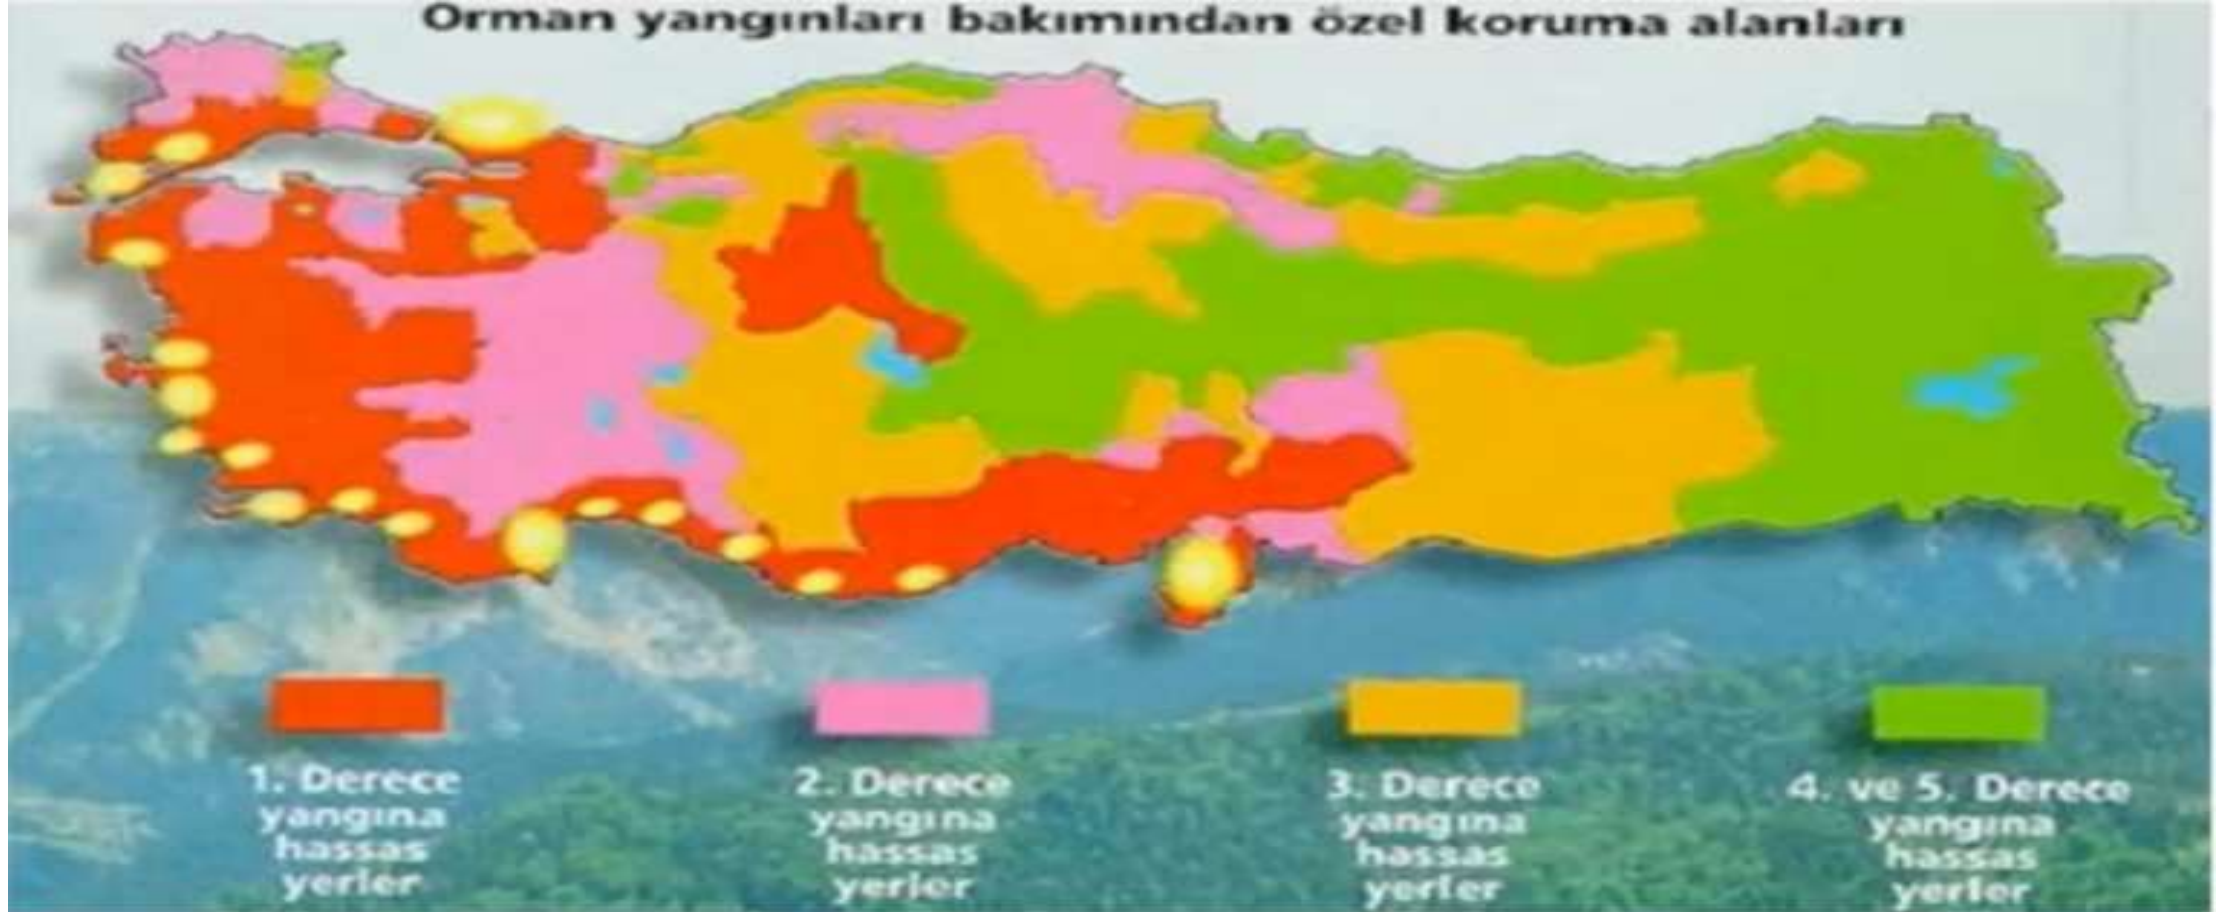 Orman yangınları bakımından özel koruma alanları
1. Derece
yangına
hassas
yerler
2. Derece
yangına
hassas
yerler
3. Derece
yangına
hassas
yerler
4. ve 5. Derece
yangına
hassas
yerler